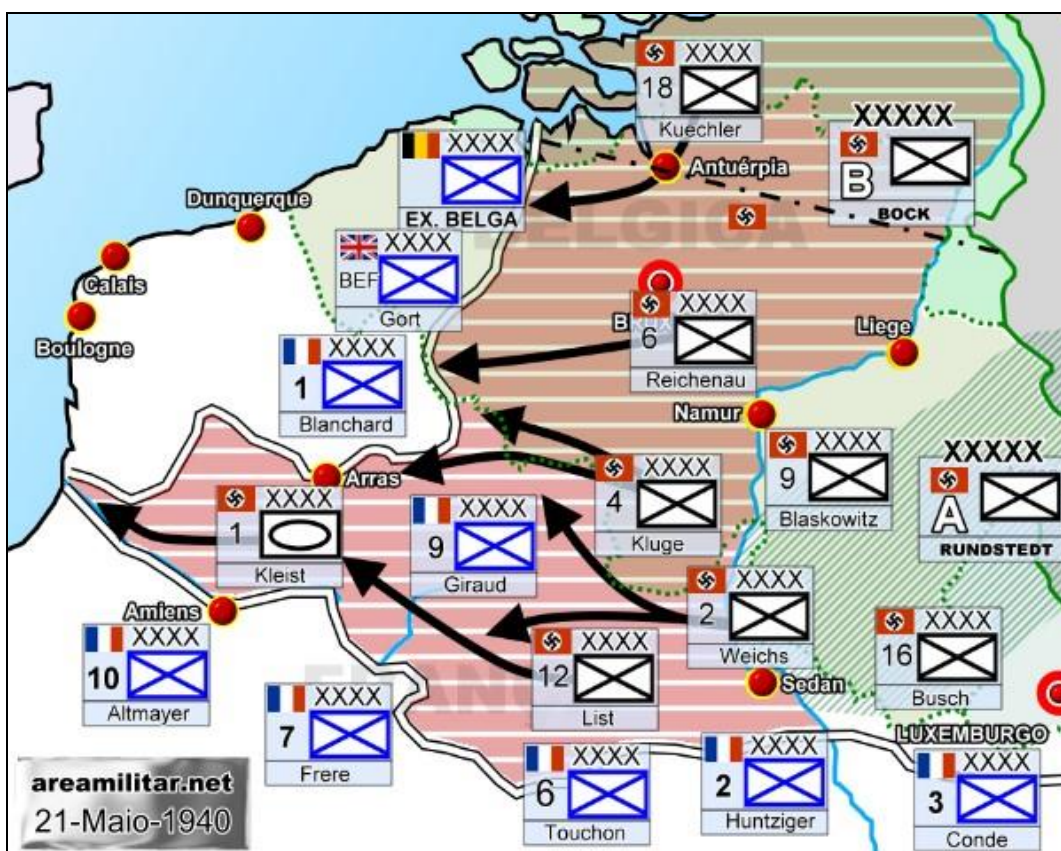 XXXX
18
Kuechler
XXXXX
B
BOCK
Antuérpia
XXXX
EX. BELGA
BELGICA
Dunquerque
XXXX
BEF
Gort
Calais
Boulogne
XXXX
6
Reichenau
Liege
XXXX
1
Blanchard
Namur
XXXX
9
Blaskowitz
XXXXX
A
RUNDSTEDT
Arras
XXXX
4
Kluge
XXXX
1
Kleist
XXXX
9
Giraud
XXXX
2
Weichs
Amiens
XXXX
10
Altmayer
XXXX
12
List
Sedan
XXXX
16
Busch
XXXX
7
Frere
LUXEMBURGO
XXXX
6
Touchon
XXXX
2
Huntziger
XXXX
3
Conde
areamilitar.net
21-Maio-1940